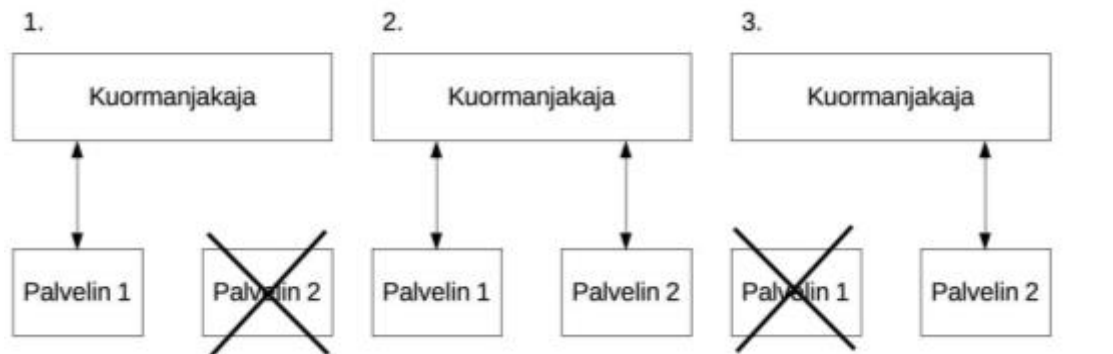 1.
Kuormanjakaja
Palvelin 1
Palvelin 2
2.
Kuormanjakaja
Palvelin 1
Palvelin 2
3.
Kuormanjakaja
Palvelin 1
Palvelin 2